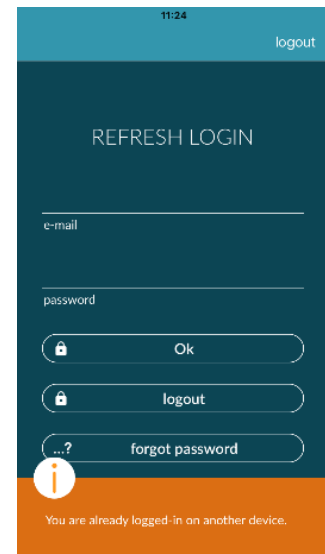 11:24
logout
REFRESH LOGIN
e-mail
password
Ok
logout
...? forgot password
i
You are already logged-in on another device.